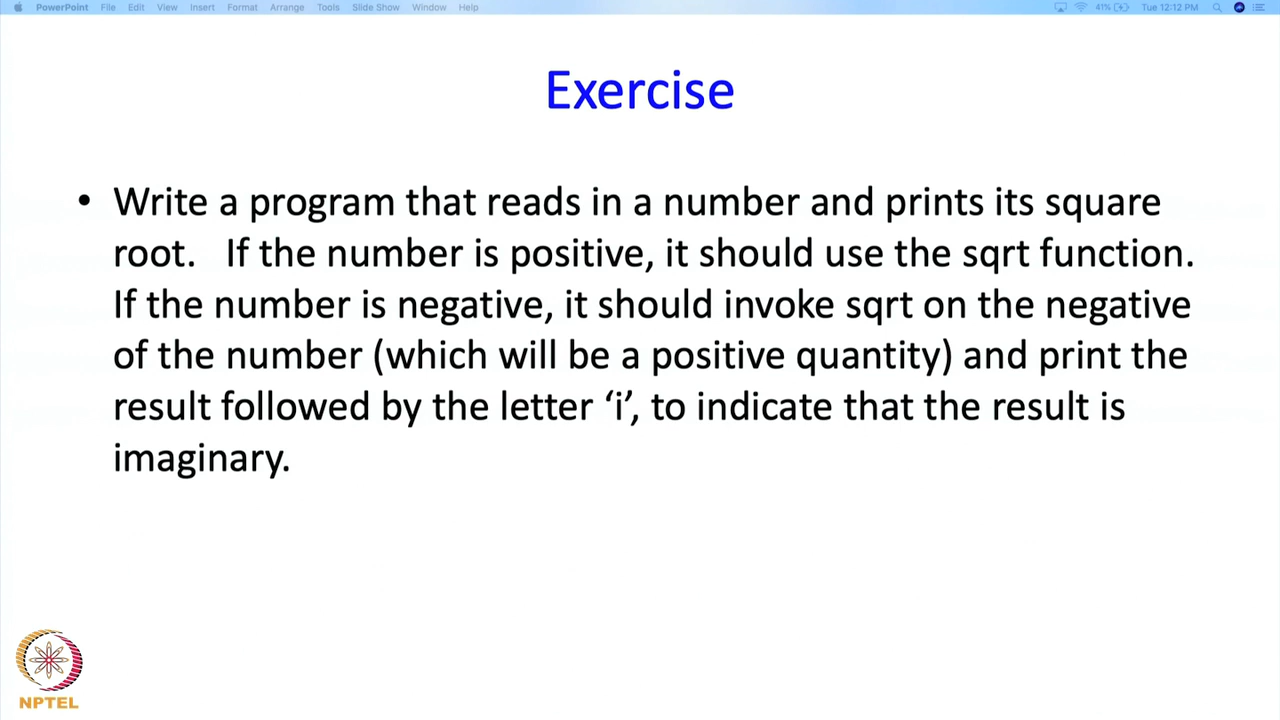 PowerPoint File Edit View Insert Format Arrange Tools Slide Show Window Help 41% Tue 12:12 PM
Exercise
• Write a program that reads in a number and prints its square
root. If the number is positive, it should use the sqrt function.
If the number is negative, it should invoke sqrt on the negative
of the number (which will be a positive quantity) and print the
result followed by the letter ‘i’, to indicate that the result is
imaginary.
NPTEL